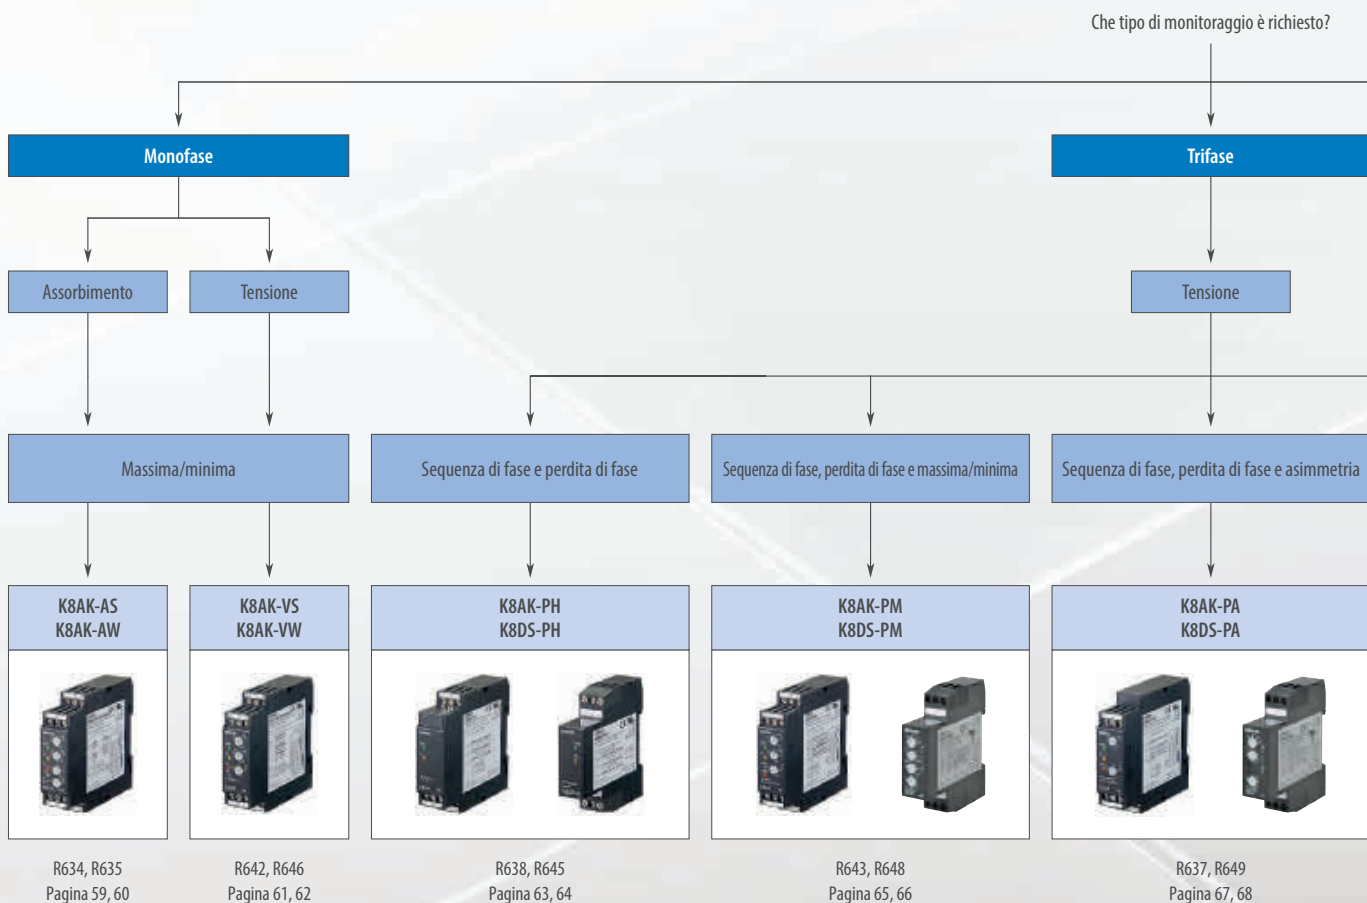 Che tipo di monitoraggio è richiesto?
Monofase
Trifase
Assorbimento
Tensione
Tensione
Massima/minima
Sequenza di fase e perdita di fase
Sequenza di fase, perdita di fase e massima/minima
Sequenza di fase, perdita di fase e asimmetria
K8AK-AS
K8AK-AW
K8AK-VS
K8AK-VW
K8AK-PH
K8DS-PH
K8AK-PM
K8DS-PM
K8AK-PA
K8DS-PA
R634, R635
Pagina 59, 60
R642, R646
Pagina 61, 62
R638, R645
Pagina 63, 64
R643, R648
Pagina 65, 66
R637, R649
Pagina 67, 68